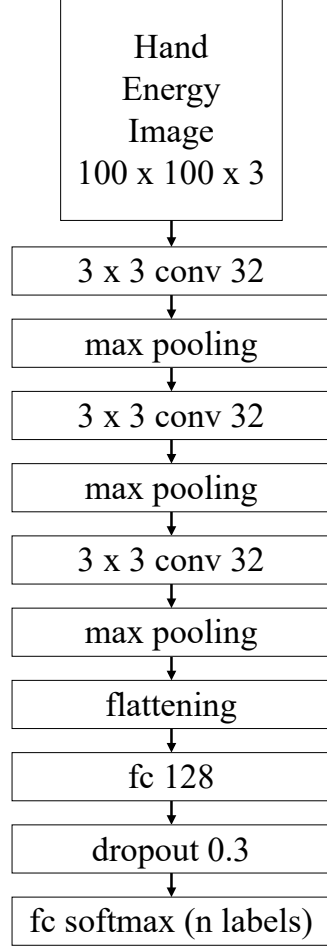 Hand
Energy
Image
100 x 100 x 3
3 x 3 conv 32
max pooling
3 x 3 conv 32
max pooling
3 x 3 conv 32
max pooling
flattening
fc 128
dropout 0.3
fc softmax (n labels)